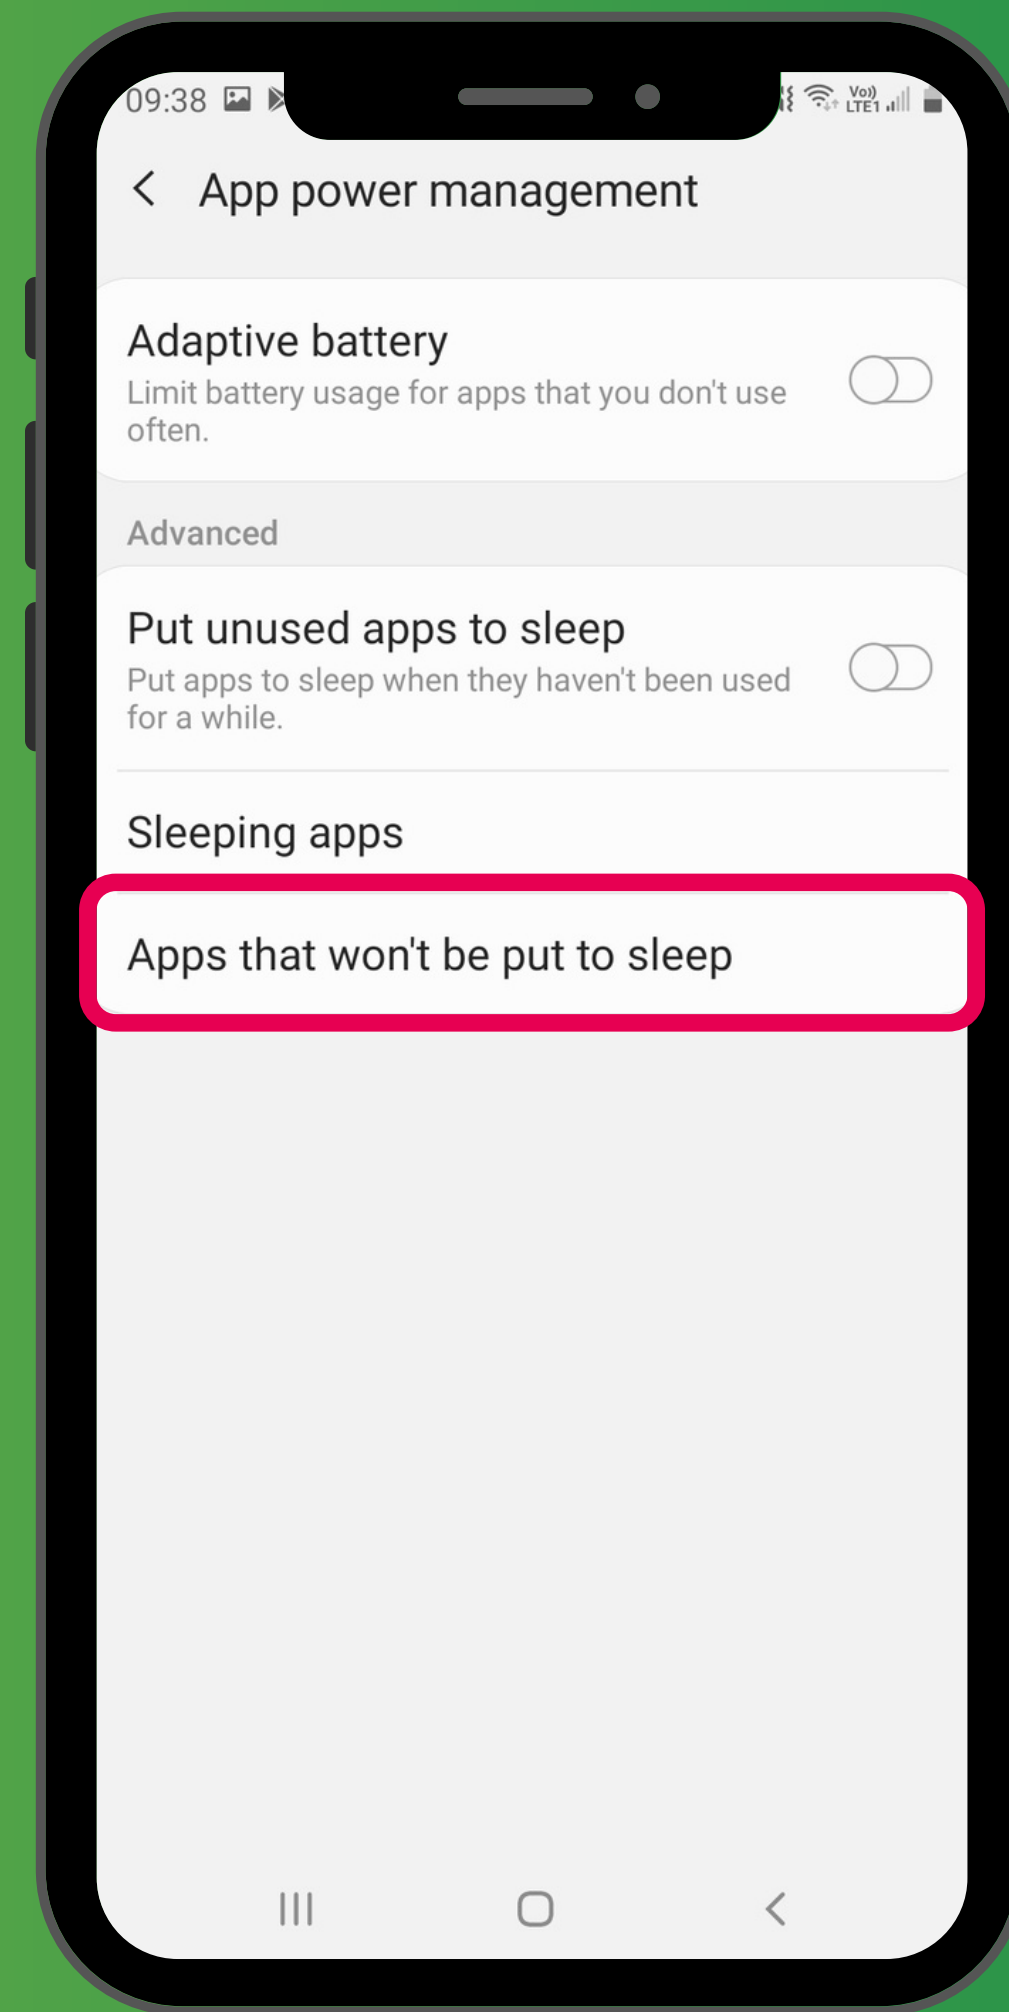 09:38
Vo))
LTE1
App power management
Adaptive battery
Limit battery usage for apps that you don't use
often.
Advanced
Put unused apps to sleep
Put apps to sleep when they haven't been used
for a while.
Sleeping apps
Apps that won't be put to sleep